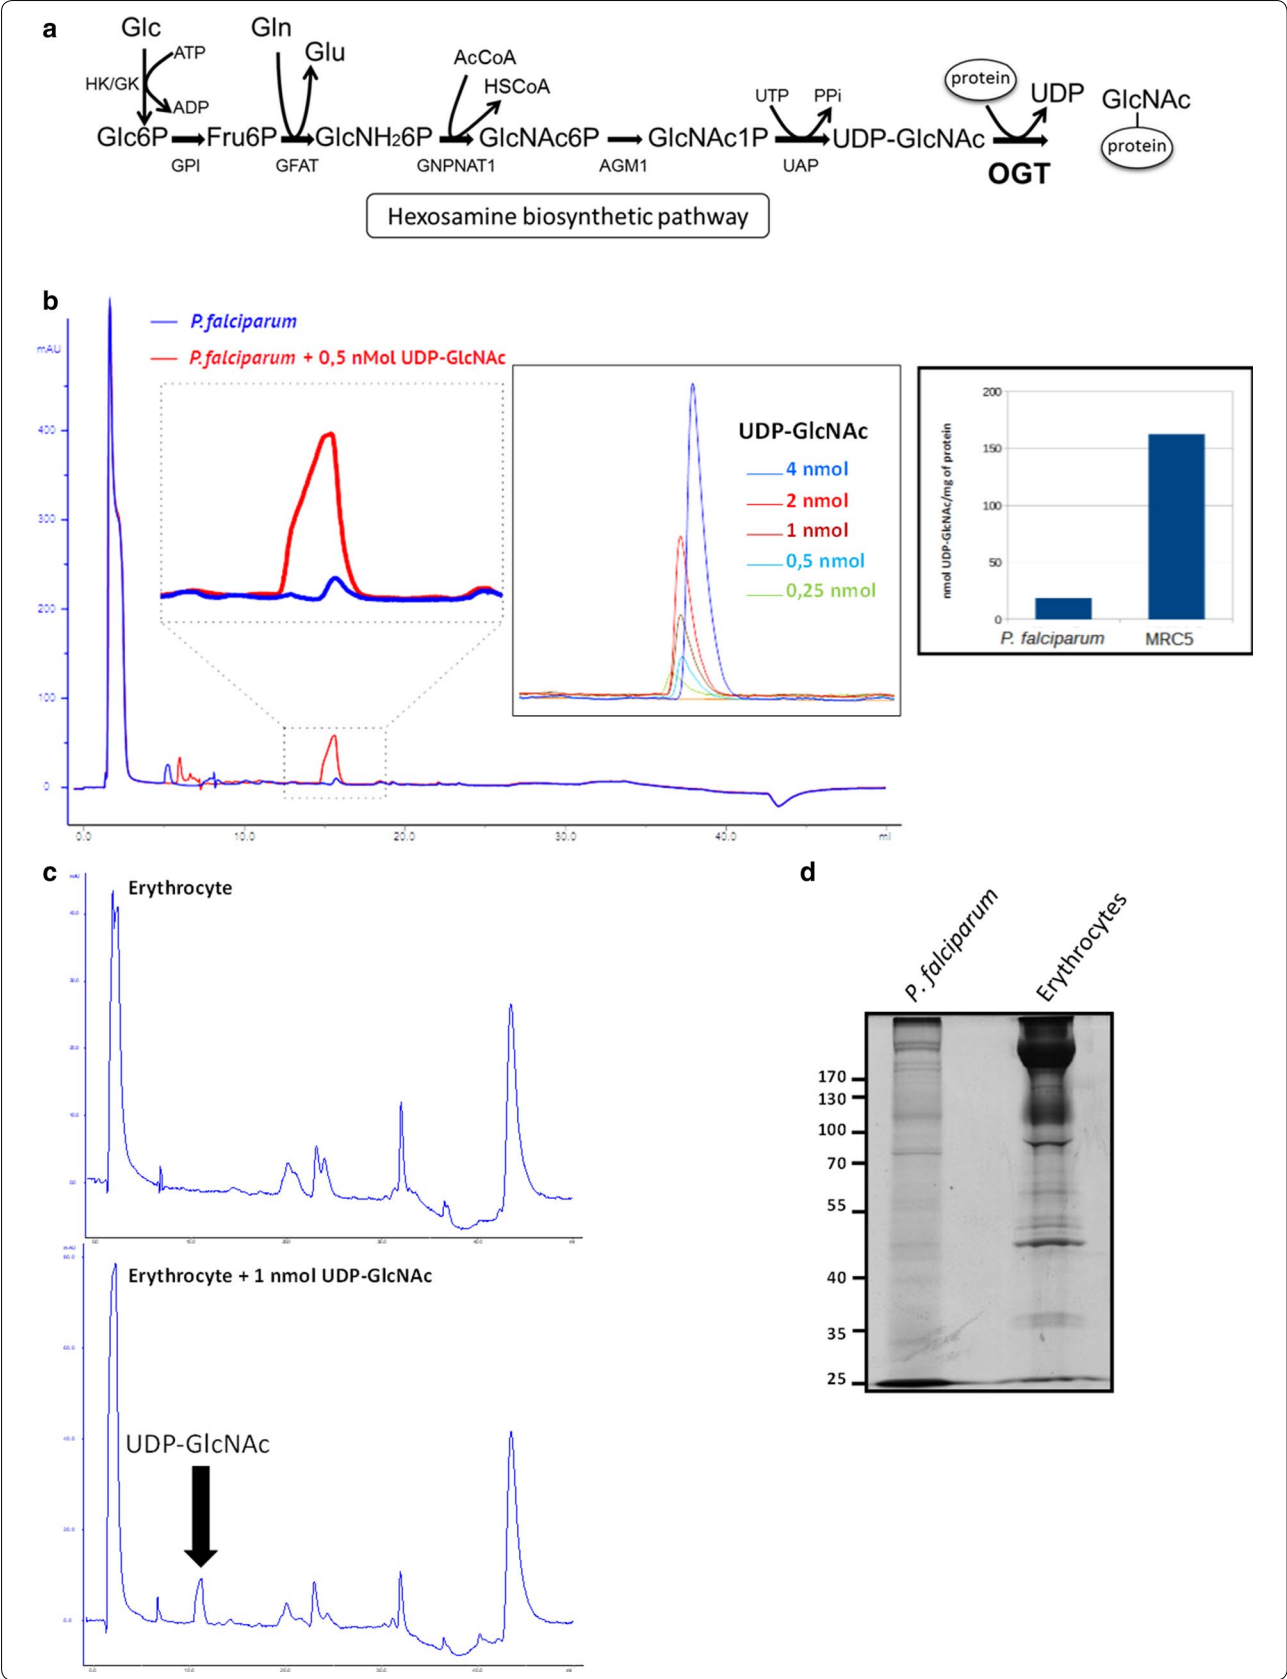 a
Glc
Gln
ATP
Glu
AcCoA
HK/GK
HSCoA
protein
UDP
GlcNAc
ADP
UTP
PPi
Glc6P
Fru6P
GlcNH26P
GlcNAc6P
GlcNAc1P
UDP-GlcNAc
protein
GPI
GFAT
GNPNAT1
AGM1
UAP
OGT
Hexosamine biosynthetic pathway
b
P. falciparum
P. falciparum + 0,5 nMol UDP-GlcNAc
mAU
400
300
200
100
0
0.0
10.0
20.0
30.0
40.0
ml
UDP-GlcNAc
4 nmol
2 nmol
1 nmol
0,5 nmol
0,25 nmol
nmol UDP-GlcNAc/mg of protein
200
150
100
50
0
P. falciparum
MRC5
c
Erythrocyte
Erythrocyte + 1 nmol UDP-GlcNAc
UDP-GlcNAc
d
P. falciparum
Erythrocytes
170
130
100
70
55
40
35
25